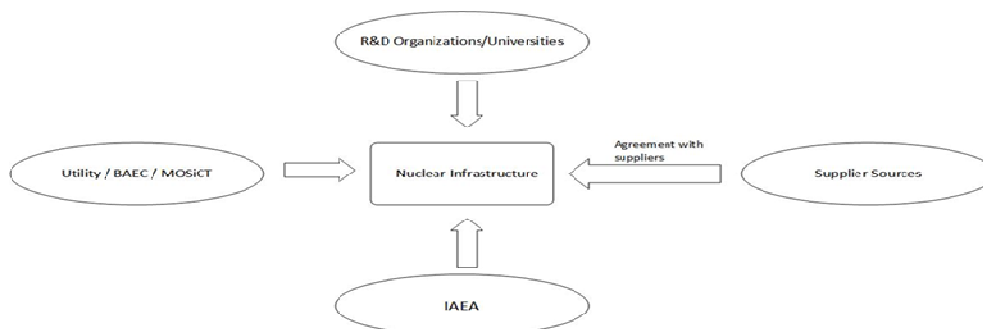 R&D Organizations/Universities
Agreement with
suppliers
Utility / BAEC / MOSiCT
Nuclear Infrastructure
Supplier Sources
IAEA